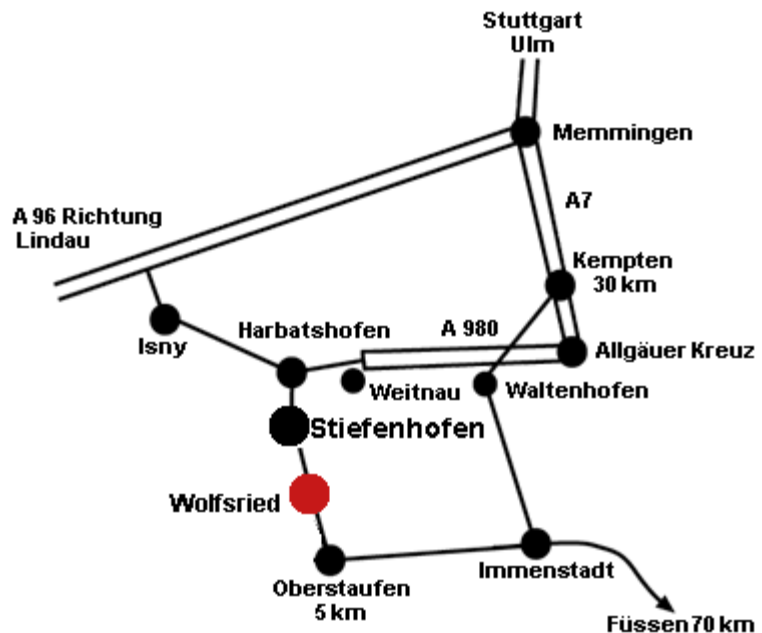 Stuttgart
Ulm
Memmingen
A7
A 96 Richtung
Lindau
Kempten
30 km
A 980
Harbatshofen
Isny
Allgäuer Kreuz
Weitnau
Waltenhofen
Stiefenhofen
Wolfsried
Immenstadt
Oberstaufen
5 km
Füssen 70 km